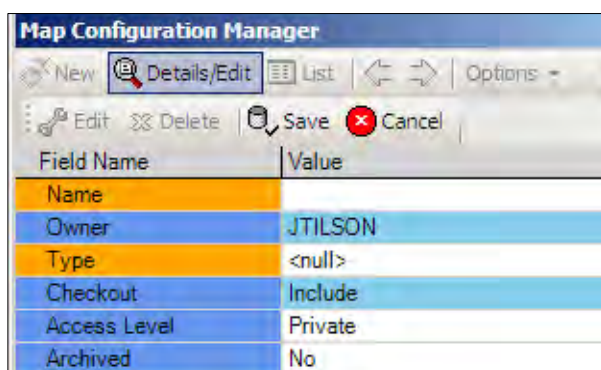 Map Configuration Manager
New Details/Edit List Options
Edit Delete Save Cancel
Field Name Value
Name
Owner JTILSON
Type <null>
Checkout Include
Access Level Private
Archived No